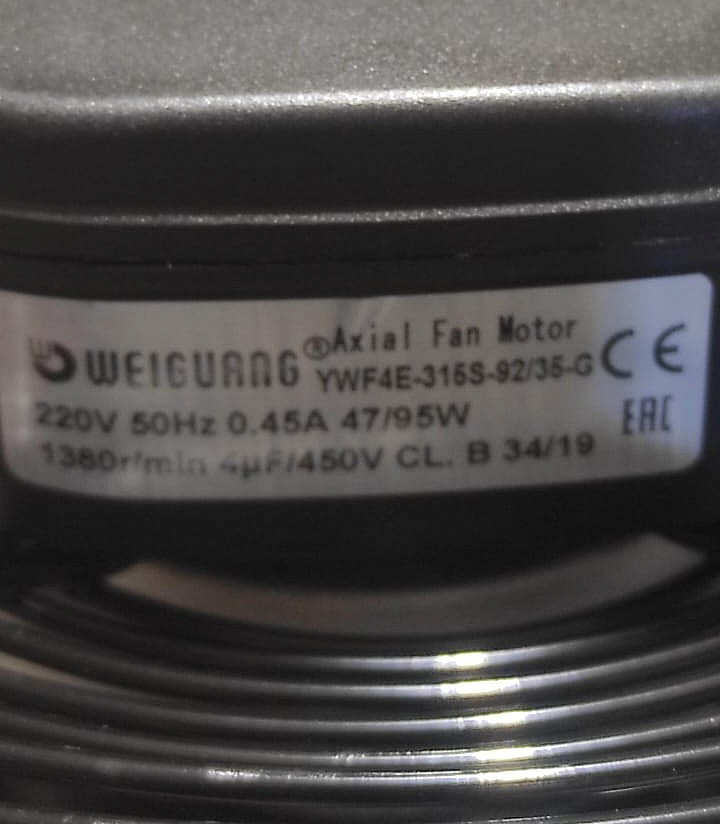 WEIGUANG® Axial Fan Motor
YWF4E-315S-92/35-G CE
220V 50Hz 0.45A 47/95W EAC
1380r/min 4µF/450V CL. B 34/19